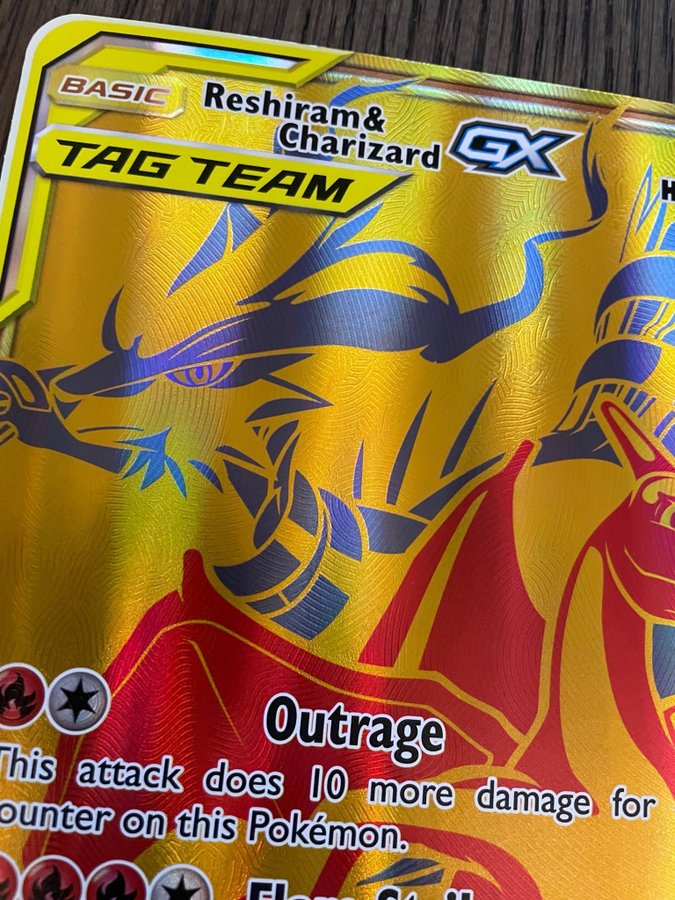 BASIC
Reshiram&
Charizard GX
TAG TEAM
Outrage
This attack does 10 more damage for
ounter on this Pokémon.